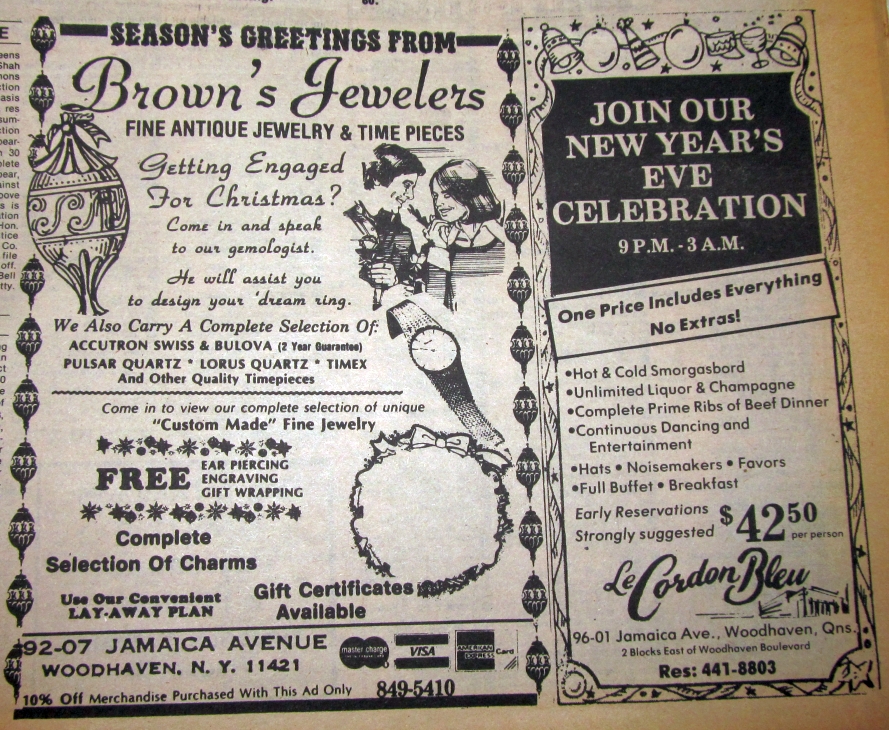 SEASON'S GREETINGS FROM
Brown's Jewelers
FINE ANTIQUE JEWELRY & TIME PIECES
Getting Engaged
For Christmas?
Come in and speak
to our gemologist.
He will assist you
to design your 'dream ring.
We Also Carry A Complete Selection Of:
ACCUTRON SWISS & BULOVA (2 Year Guarantee)
PULSAR QUARTZ * LORUS QUARTZ * TIMEX
And Other Quality Timepieces
Come in to view our complete selection of unique
"Custom Made" Fine Jewelry
FREE
EAR PIERCING
ENGRAVING
GIFT WRAPPING
Complete
Selection Of Charms
Use Our Convenient
LAY-AWAY PLAN
Gift Certificates
Available
92-07 JAMAICA AVENUE
WOODHAVEN, N. Y. 11421
master charge
VISA
AMERICAN EXPRESS Card
10% Off Merchandise Purchased With This Ad Only
849-5410
JOIN OUR
NEW YEAR'S
EVE
CELEBRATION
9 P.M. - 3 A.M.
One Price Includes Everything
No Extras!
•Hot & Cold Smorgasbord
•Unlimited Liquor & Champagne
•Complete Prime Ribs of Beef Dinner
•Continuous Dancing and
Entertainment
•Hats • Noisemakers • Favors
•Full Buffet • Breakfast
Early Reservations
Strongly suggested
$42.50
per person
Le Cordon Bleu
96-01 Jamaica Ave., Woodhaven, Qns.
2 Blocks East of Woodhaven Boulevard
Res: 441-8803